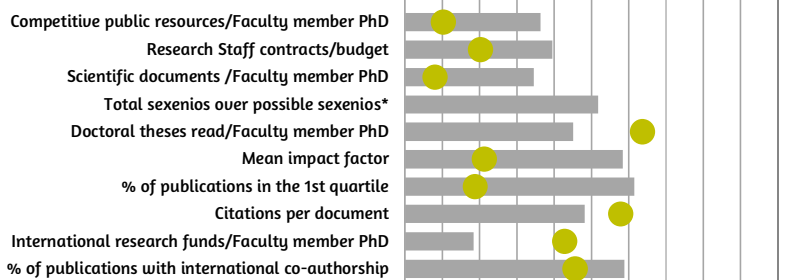 Competitive public resources/Faculty member PhD
Research Staff contracts/budget
Scientific documents /Faculty member PhD
Total sexenios over possible sexenios*
Doctoral theses read/Faculty member PhD
Mean impact factor
% of publications in the 1st quartile
Citations per document
International research funds/Faculty member PhD
% of publications with international co-authorship